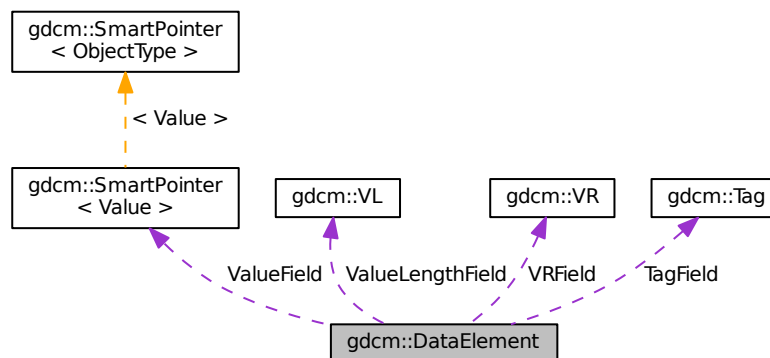 gdcm::SmartPointer
< ObjectType >
< Value >
gdcm::SmartPointer
< Value >
gdcm::VL
gdcm::VR
gdcm::Tag
ValueField
ValueLengthField
VRField
TagField
gdcm::DataElement